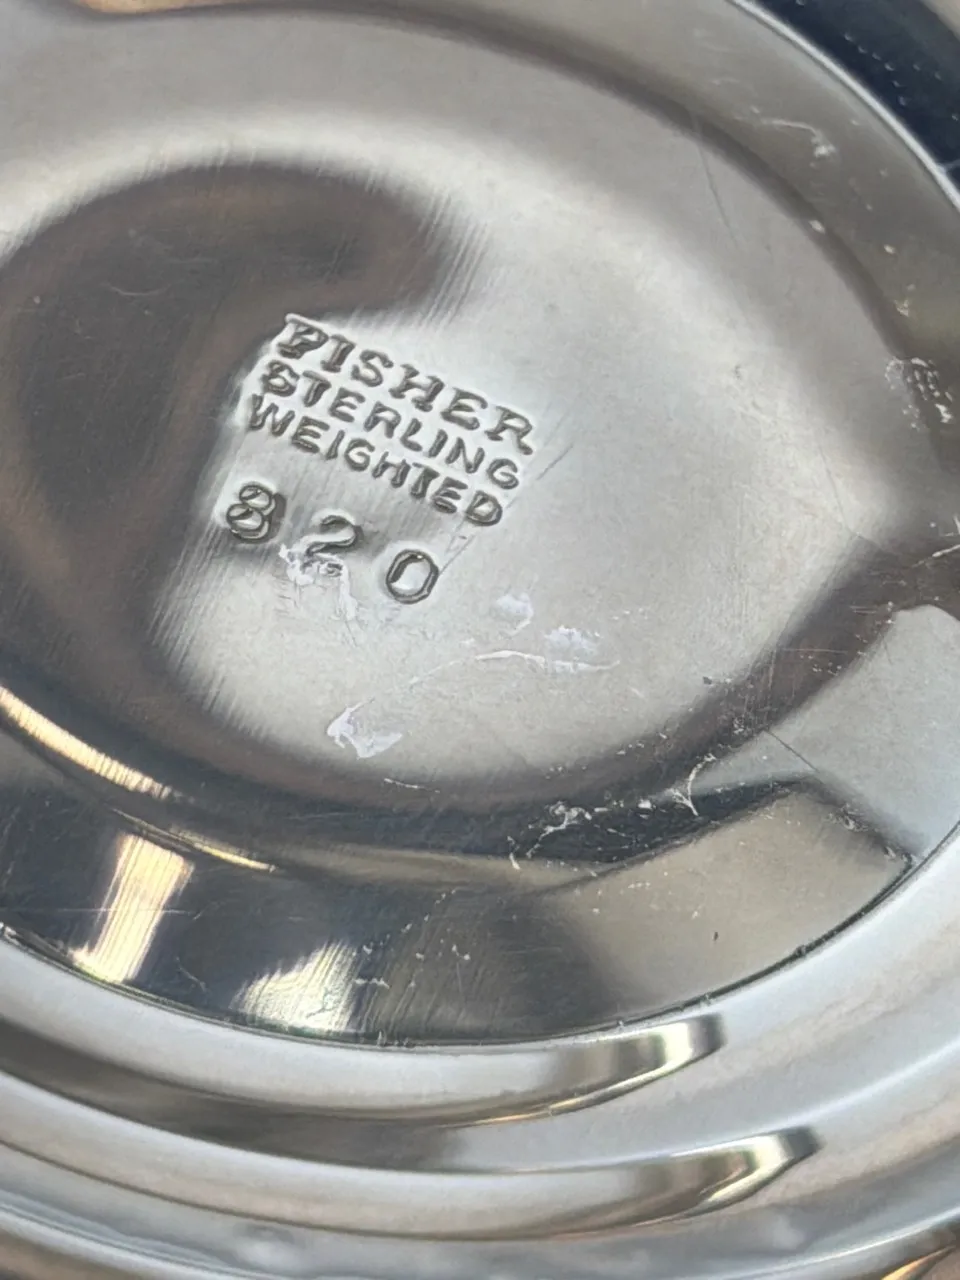 FISHER
STERLING
WEIGHTED
820